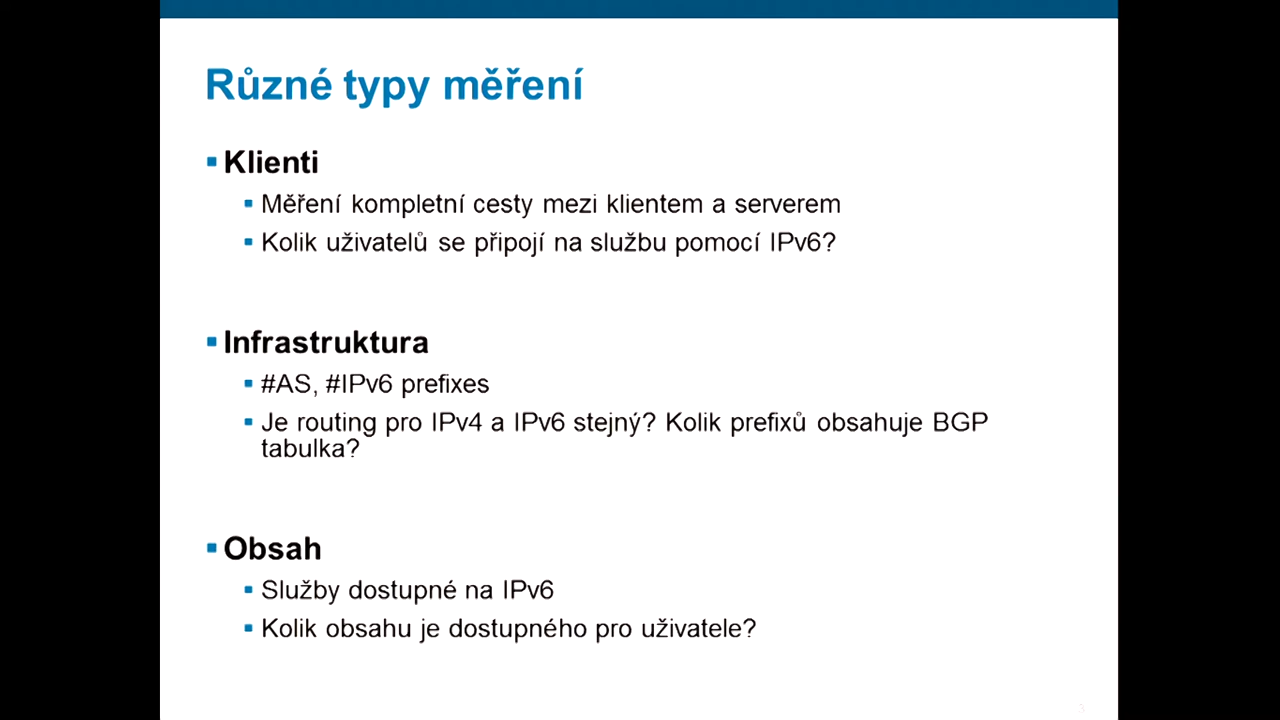 Různé typy měření
Klienti
Měření kompletní cesty mezi klientem a serverem
Kolik uživatelů se připojí na službu pomocí IPv6?
Infrastruktura
#AS, #IPv6 prefixes
Je routing pro IPv4 a IPv6 stejný? Kolik prefixů obsahuje BGP
tabulka?
Obsah
Služby dostupné na IPv6
Kolik obsahu je dostupného pro uživatele?
3